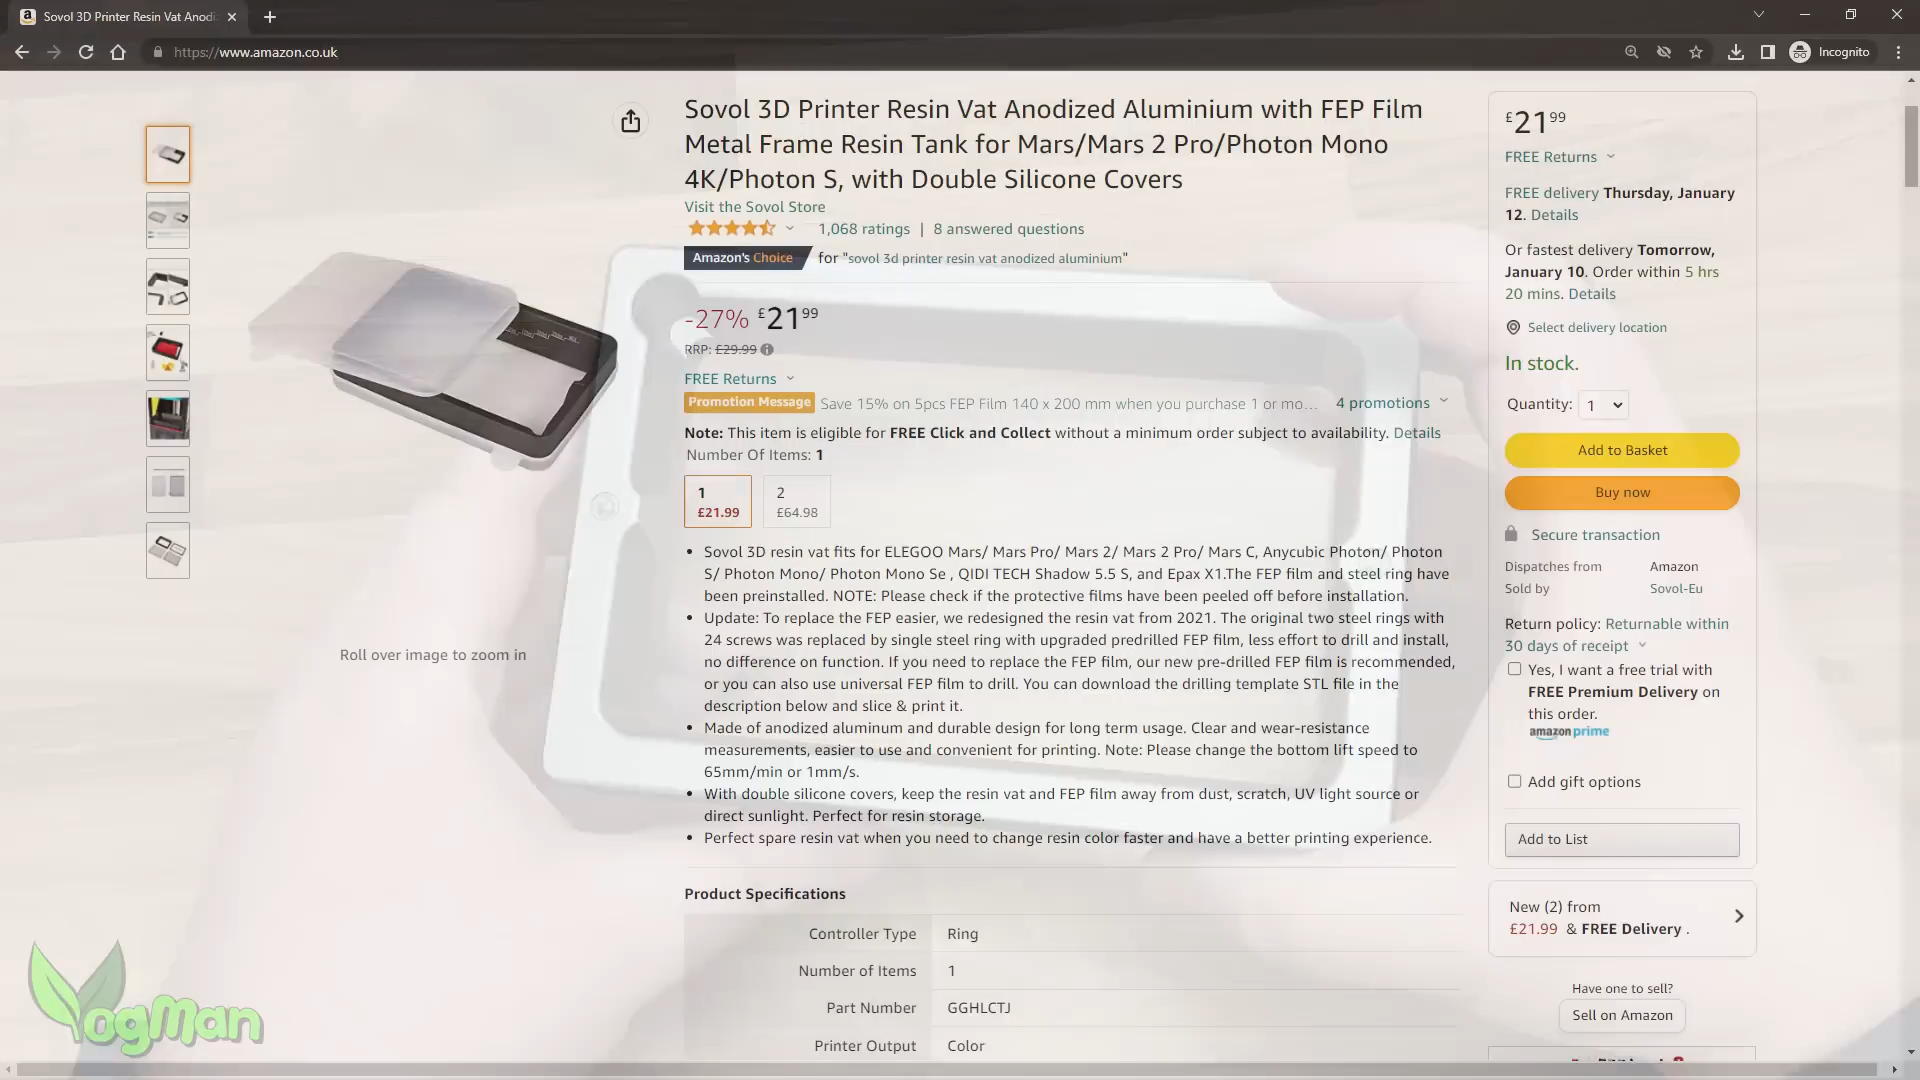 Sovol 3D Printer Resin Vat Anodi
https://www.amazon.co.uk
Incognito
Sovol 3D Printer Resin Vat Anodized Aluminium with FEP Film
Metal Frame Resin Tank for Mars/Mars 2 Pro/Photon Mono
4K/Photon S, with Double Silicone Covers
Visit the Sovol Store
1,068 ratings | 8 answered questions
Amazon's Choice for "sovol 3d printer resin vat anodized aluminium"
-27% £21 99
RRP: £29.99
FREE Returns
Promotion Message Save 15% on 5pcs FEP Film 140 x 200 mm when you purchase 1 or mo… 4 promotions
Note: This item is eligible for FREE Click and Collect without a minimum order subject to availability. Details
Number Of Items: 1
1 2
£21.99 £64.98
• Sovol 3D resin vat fits for ELEGOO Mars/ Mars Pro/ Mars 2/ Mars 2 Pro/ Mars C, Anycubic Photon/ Photon
S/ Photon Mono/ Photon Mono Se , QIDI TECH Shadow 5.5 S, and Epax X1.The FEP film and steel ring have
been preinstalled. NOTE: Please check if the protective films have been peeled off before installation.
• Update: To replace the FEP easier, we redesigned the resin vat from 2021. The original two steel rings with
24 screws was replaced by single steel ring with upgraded predrilled FEP film, less effort to drill and install,
no difference on function. If you need to replace the FEP film, our new pre-drilled FEP film is recommended,
or you can also use universal FEP film to drill. You can download the drilling template STL file in the
description below and slice & print it.
• Made of anodized aluminum and durable design for long term usage. Clear and wear-resistance
measurements, easier to use and convenient for printing. Note: Please change the bottom lift speed to
65mm/min or 1mm/s.
• With double silicone covers, keep the resin vat and FEP film away from dust, scratch, UV light source or
direct sunlight. Perfect for resin storage.
• Perfect spare resin vat when you need to change resin color faster and have a better printing experience.
Roll over image to zoom in
Product Specifications
Controller Type Ring
Number of Items 1
Part Number GGHLCTJ
Printer Output Color
£21 99
FREE Returns
FREE delivery Thursday, January
12. Details
Or fastest delivery Tomorrow,
January 10. Order within 5 hrs
20 mins. Details
Select delivery location
In stock.
Quantity: 1
Add to Basket
Buy now
Secure transaction
Dispatches from Amazon
Sold by Sovol-Eu
Return policy: Returnable within
30 days of receipt
Yes, I want a free trial with
FREE Premium Delivery on
this order.
amazon prime
Add gift options
Add to List
New (2) from
£21.99 & FREE Delivery .
Have one to sell?
Sell on Amazon
YogMan